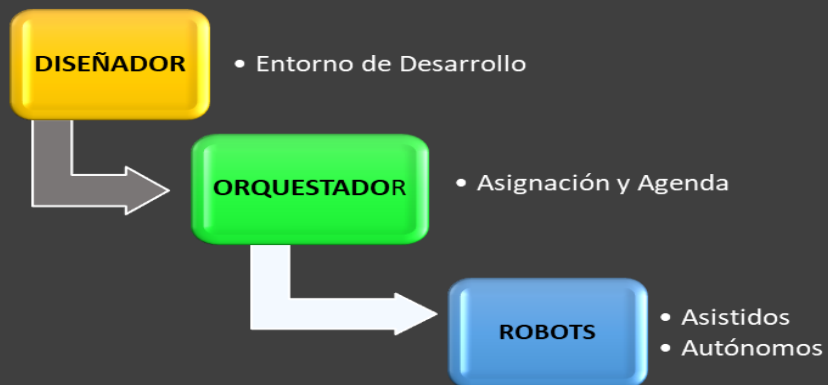 DISEÑADOR
• Entorno de Desarrollo
ORQUESTADOR
• Asignación y Agenda
ROBOTS
• Asistidos
• Autónomos